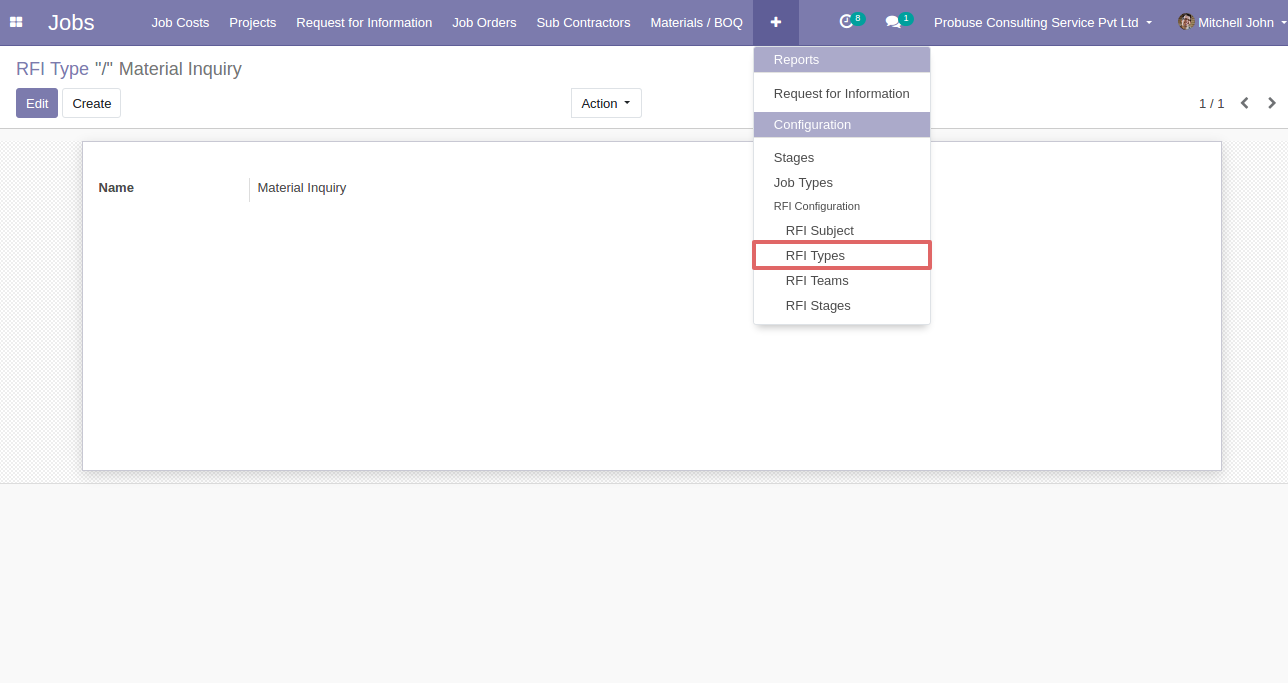 Jobs Job Costs Projects Request for Information Job Orders Sub Contractors Materials / BOQ 8 1 Probuse Consulting Service Pvt Ltd Mitchell John
RFI Type "/" Material Inquiry
Edit Create Action 1 / 1
Name Material Inquiry
Reports
Request for Information
Configuration
Stages
Job Types
RFI Configuration
RFI Subject
RFI Types
RFI Teams
RFI Stages